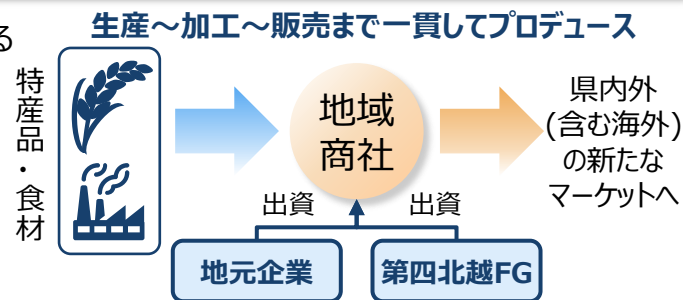 る
生産～加工～販売まで一貫してプロデュース
特産品・食材
地域
商社
県内外
(含む海外)
の新たな
マーケットへ
出資
出資
地元企業
第四北越FG